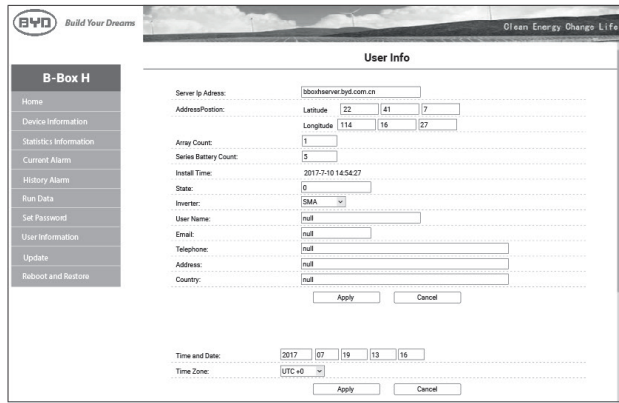 BYD Build Your Dreams
Clean Energy Change Life
User Info
B-Box H
Home
Device Information
Statistics Information
Current Alarm
History Alarm
Run Data
Set Password
User Information
Update
Reboot and Restore
Server Ip Adress: bboxhserver.byd.com.cn
AddressPostion: Latitude 22 41 7
Longitude 114 16 27
Array Count: 1
Series Battery Count: 5
Install Time: 2017-7-10 14:54:27
State: 0
Inverter: SMA
User Name: null
Email: null
Telephone: null
Address: null
Country: null
Apply Cancel
Time and Date: 2017 07 19 13 16
Time Zone: UTC +0
Apply Cancel